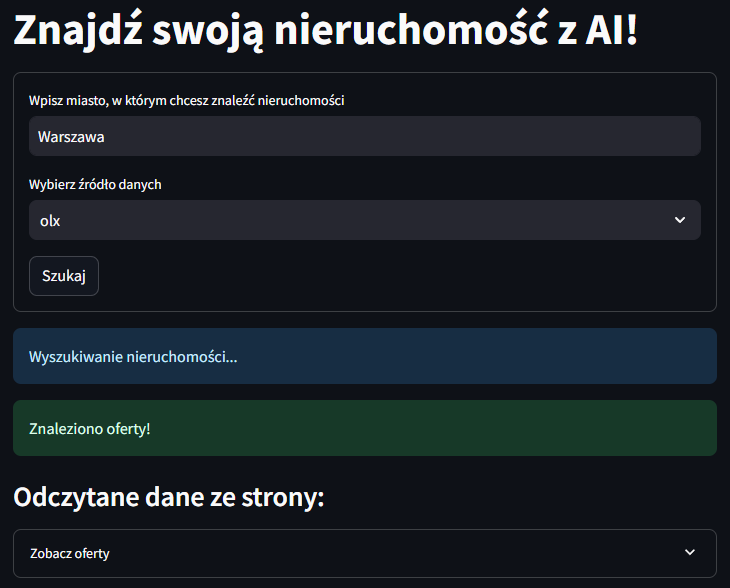 Znajdź swoją nieruchomość z AI!
Wpisz miasto, w którym chcesz znaleźć nieruchomości
Warszawa
Wybierz źródło danych
olx
Szukaj
Wyszukiwanie nieruchomości...
Znaleziono oferty!
Odczytane dane ze strony:
Zobacz oferty